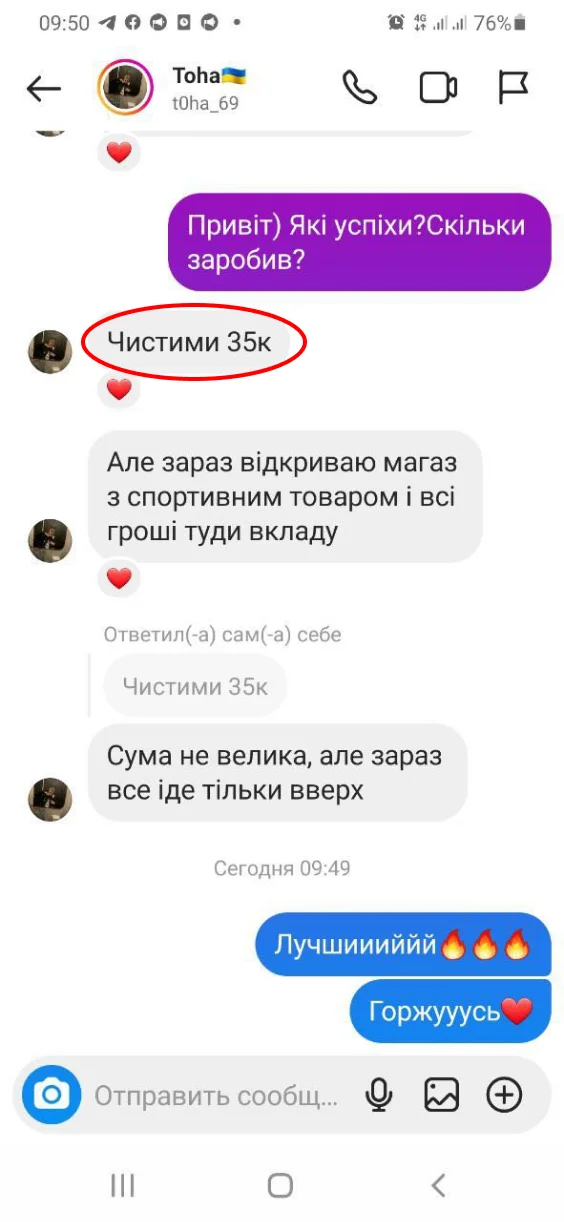 09:50
4G
76%
Toha🇺🇦
t0ha_69
Привіт) Які успіхи?Скільки
заробив?
Чистими 35к
Але зараз відкриваю магаз
з спортивним товаром і всі
гроші туди вкладу
Ответил(-а) сам(-а) себе
Чистими 35к
Сума не велика, але зараз
все іде тільки вверх
Сегодня 09:49
Лучшиииййй🔥🔥🔥
Горжууусь❤️
Отправить сообщ...